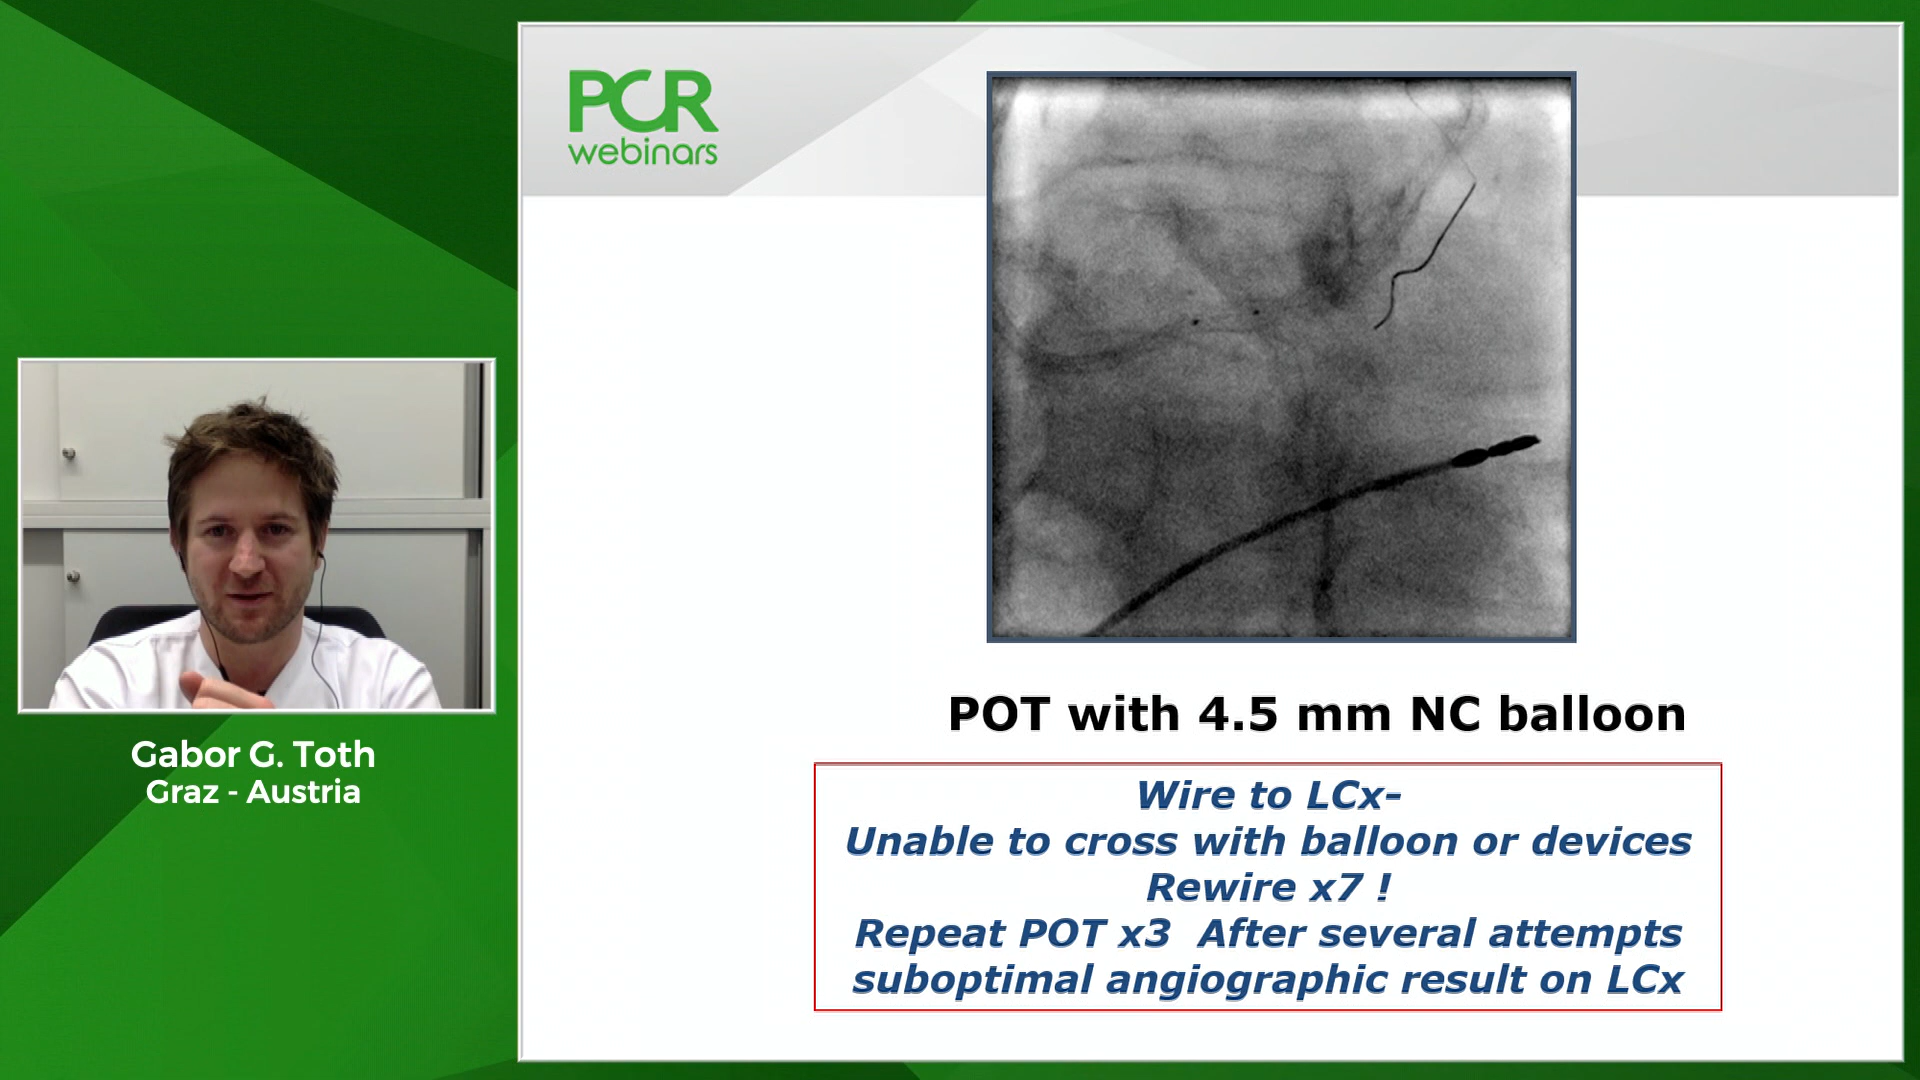 PCR
webinars
POT with 4.5 mm NC balloon
Wire to LCx-
Unable to cross with balloon or devices
Rewire x7 !
Repeat POT x3  After several attempts
suboptimal angiographic result on LCx
Gabor G. Toth
Graz - Austria